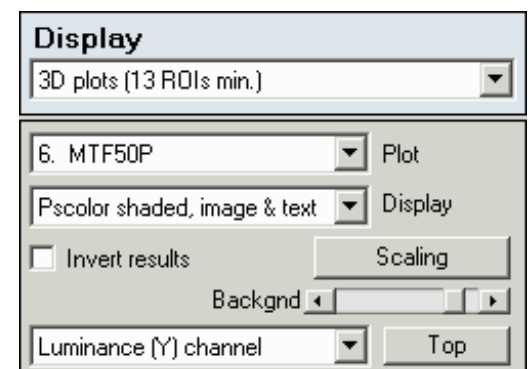 Display
3D plots (13 ROIs min.)
6. MTF50P Plot
Pscolor shaded, image & text Display
Invert results Scaling
Backgnd
Luminance (Y) channel Top